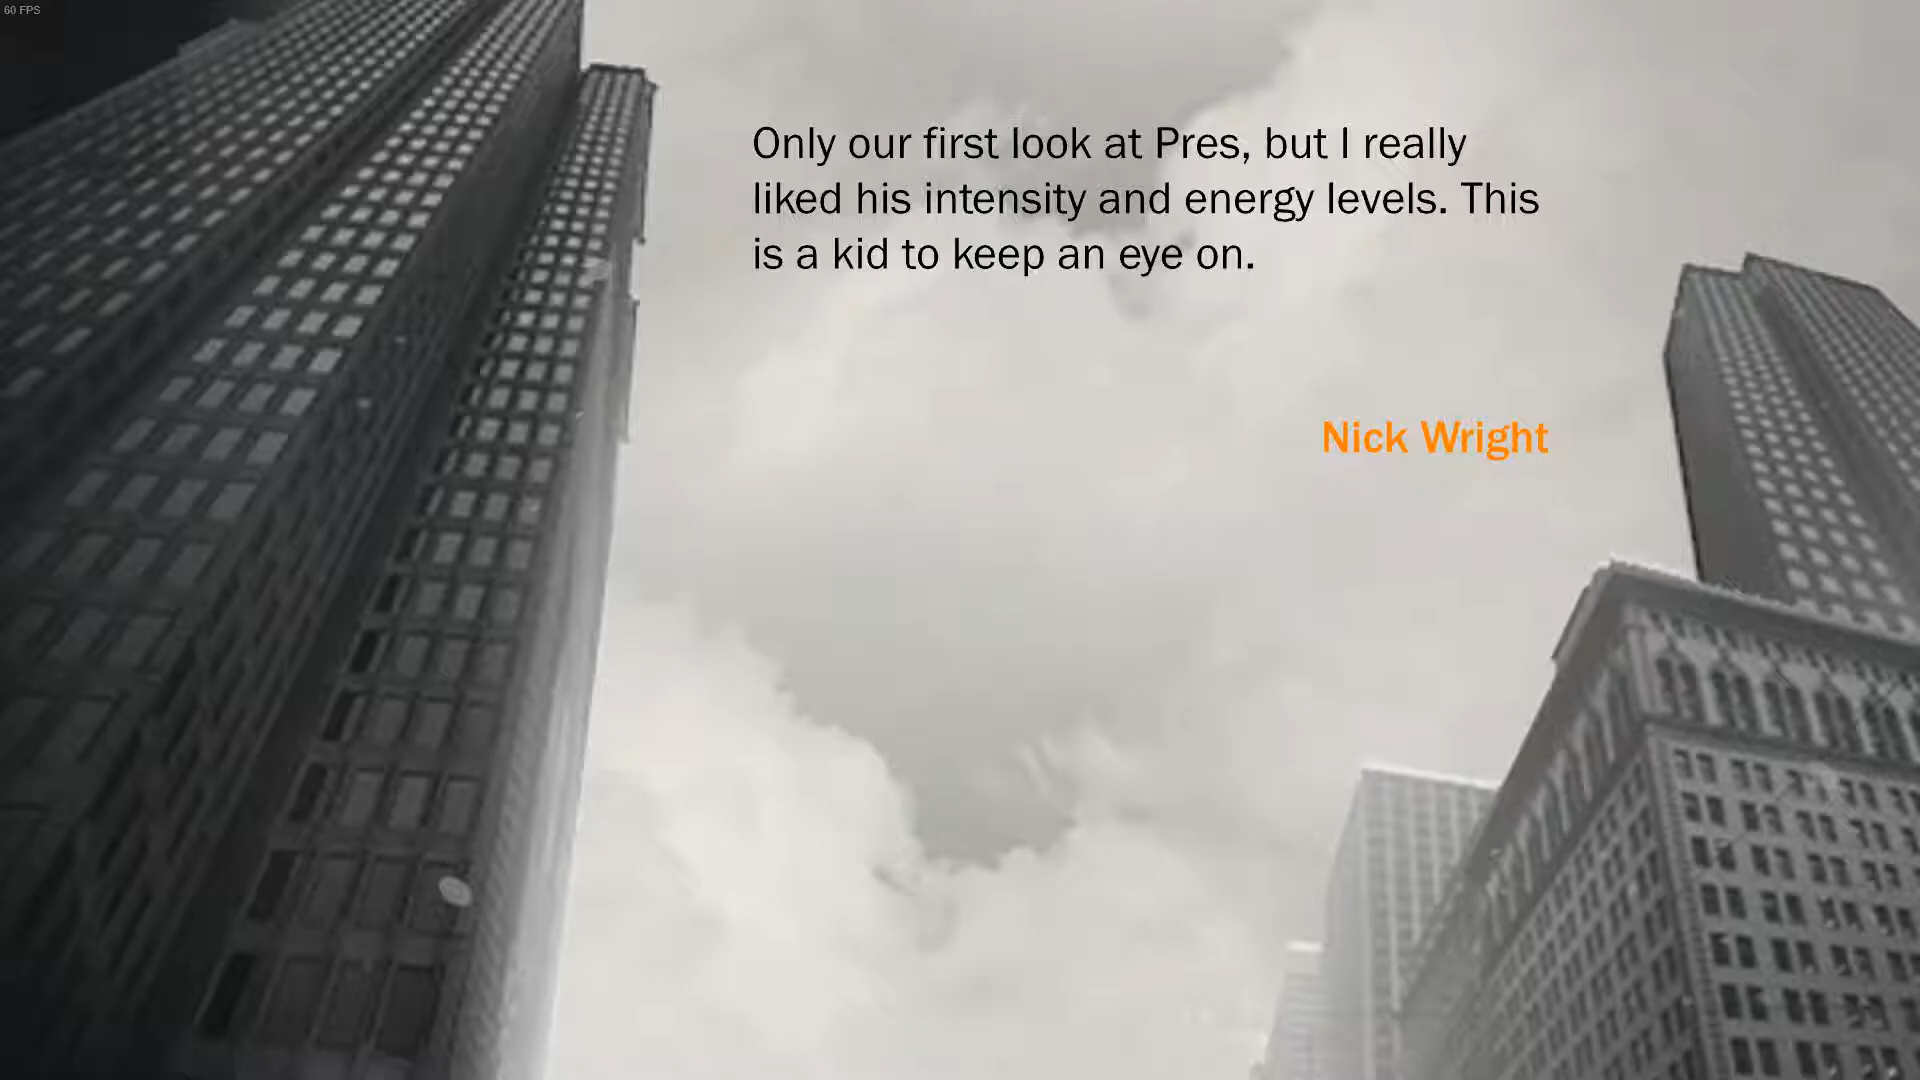 60 FPS
Only our first look at Pres, but I really
liked his intensity and energy levels. This
is a kid to keep an eye on.
Nick Wright